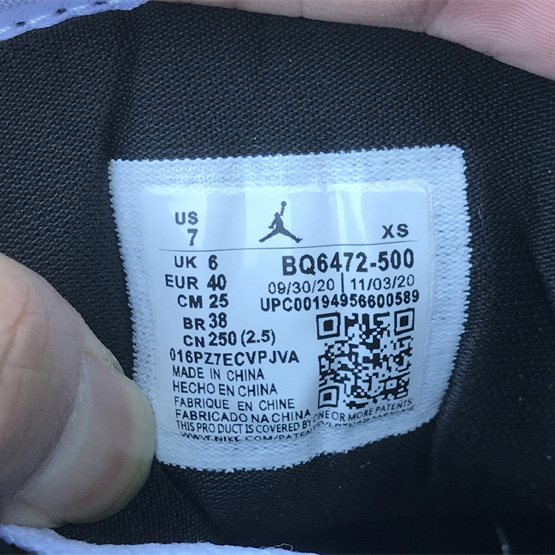 US
7
XS
UK 6
BQ6472-500
EUR 40
09/30/20 | 11/03/20
CM 25
UPC00194956600589
BR 38
CN 250 (2.5)
016PZ7ECVPJVA
MADE IN CHINA
HECHO EN CHINA
FABRIQUE EN CHINE
FABRICADO NA CHINA
THIS PRODUCT IS COVERED BY ONE OR MORE PATENTS